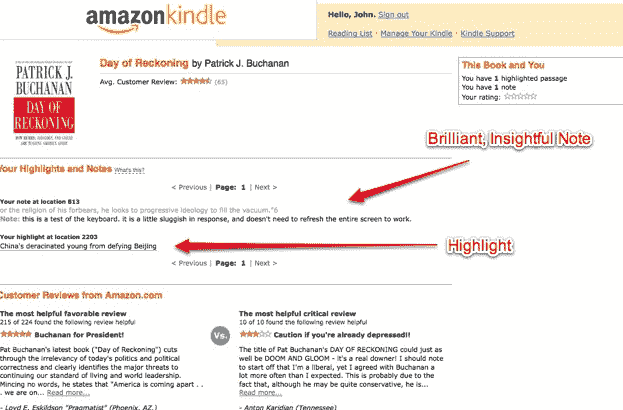 amazonkindle
Hello, John. Sign out
Reading List · Manage Your Kindle · Kindle Support
PATRICK J.
BUCHANAN
DAY OF
RECKONING
Day of Reckoning by Patrick J. Buchanan
Avg. Customer Review: (65)
This Book and You
You have 1 highlighted passage
You have 1 note
Your rating:
Brilliant, Insightful Note
Your Highlights and Notes What's this?
< Previous | Page: 1 | Next >
Your note at location 813
or the religion of his forbears, he looks to progressive ideology to fill the vacuum."6
Note: this is a test of the keyboard. it is a little sluggish in response, and doesn't need to refresh the entire screen to work.
Your highlight at location 2203
China's deracinated young from defying Beijing
Highlight
< Previous | Page: 1 | Next >
Customer Reviews from Amazon.com
The most helpful favorable review
215 of 224 found the following review helpful
Buchanan for President!
Pat Buchanan's latest book ("Day of Reckoning") cuts
through the irrelevancy of today's politics and political
correctness and clearly identifies the major threats to
continuing our standard of living and world leadership.
Mincing no words, he states that "America is coming apart . .
. we are on... Read more...
- Loyd E. Eskildson "Pragmatist" (Phoenix, AZ.)
Vs.
The most helpful critical review
10 of 10 found the following review helpful
Caution if you're already depressed!!
The title of Pat Buchanan's DAY OF RECKONING could just as
well be DOOM AND GLOOM - it's a real downer! I should note
to start off that I'm a liberal, yet I agreed with Buchanan a
lot more often than I expected. This is probably due to the
fact that, although he may be quite conservative, he is...
Read more...
- Anton Karidian (Tennessee)